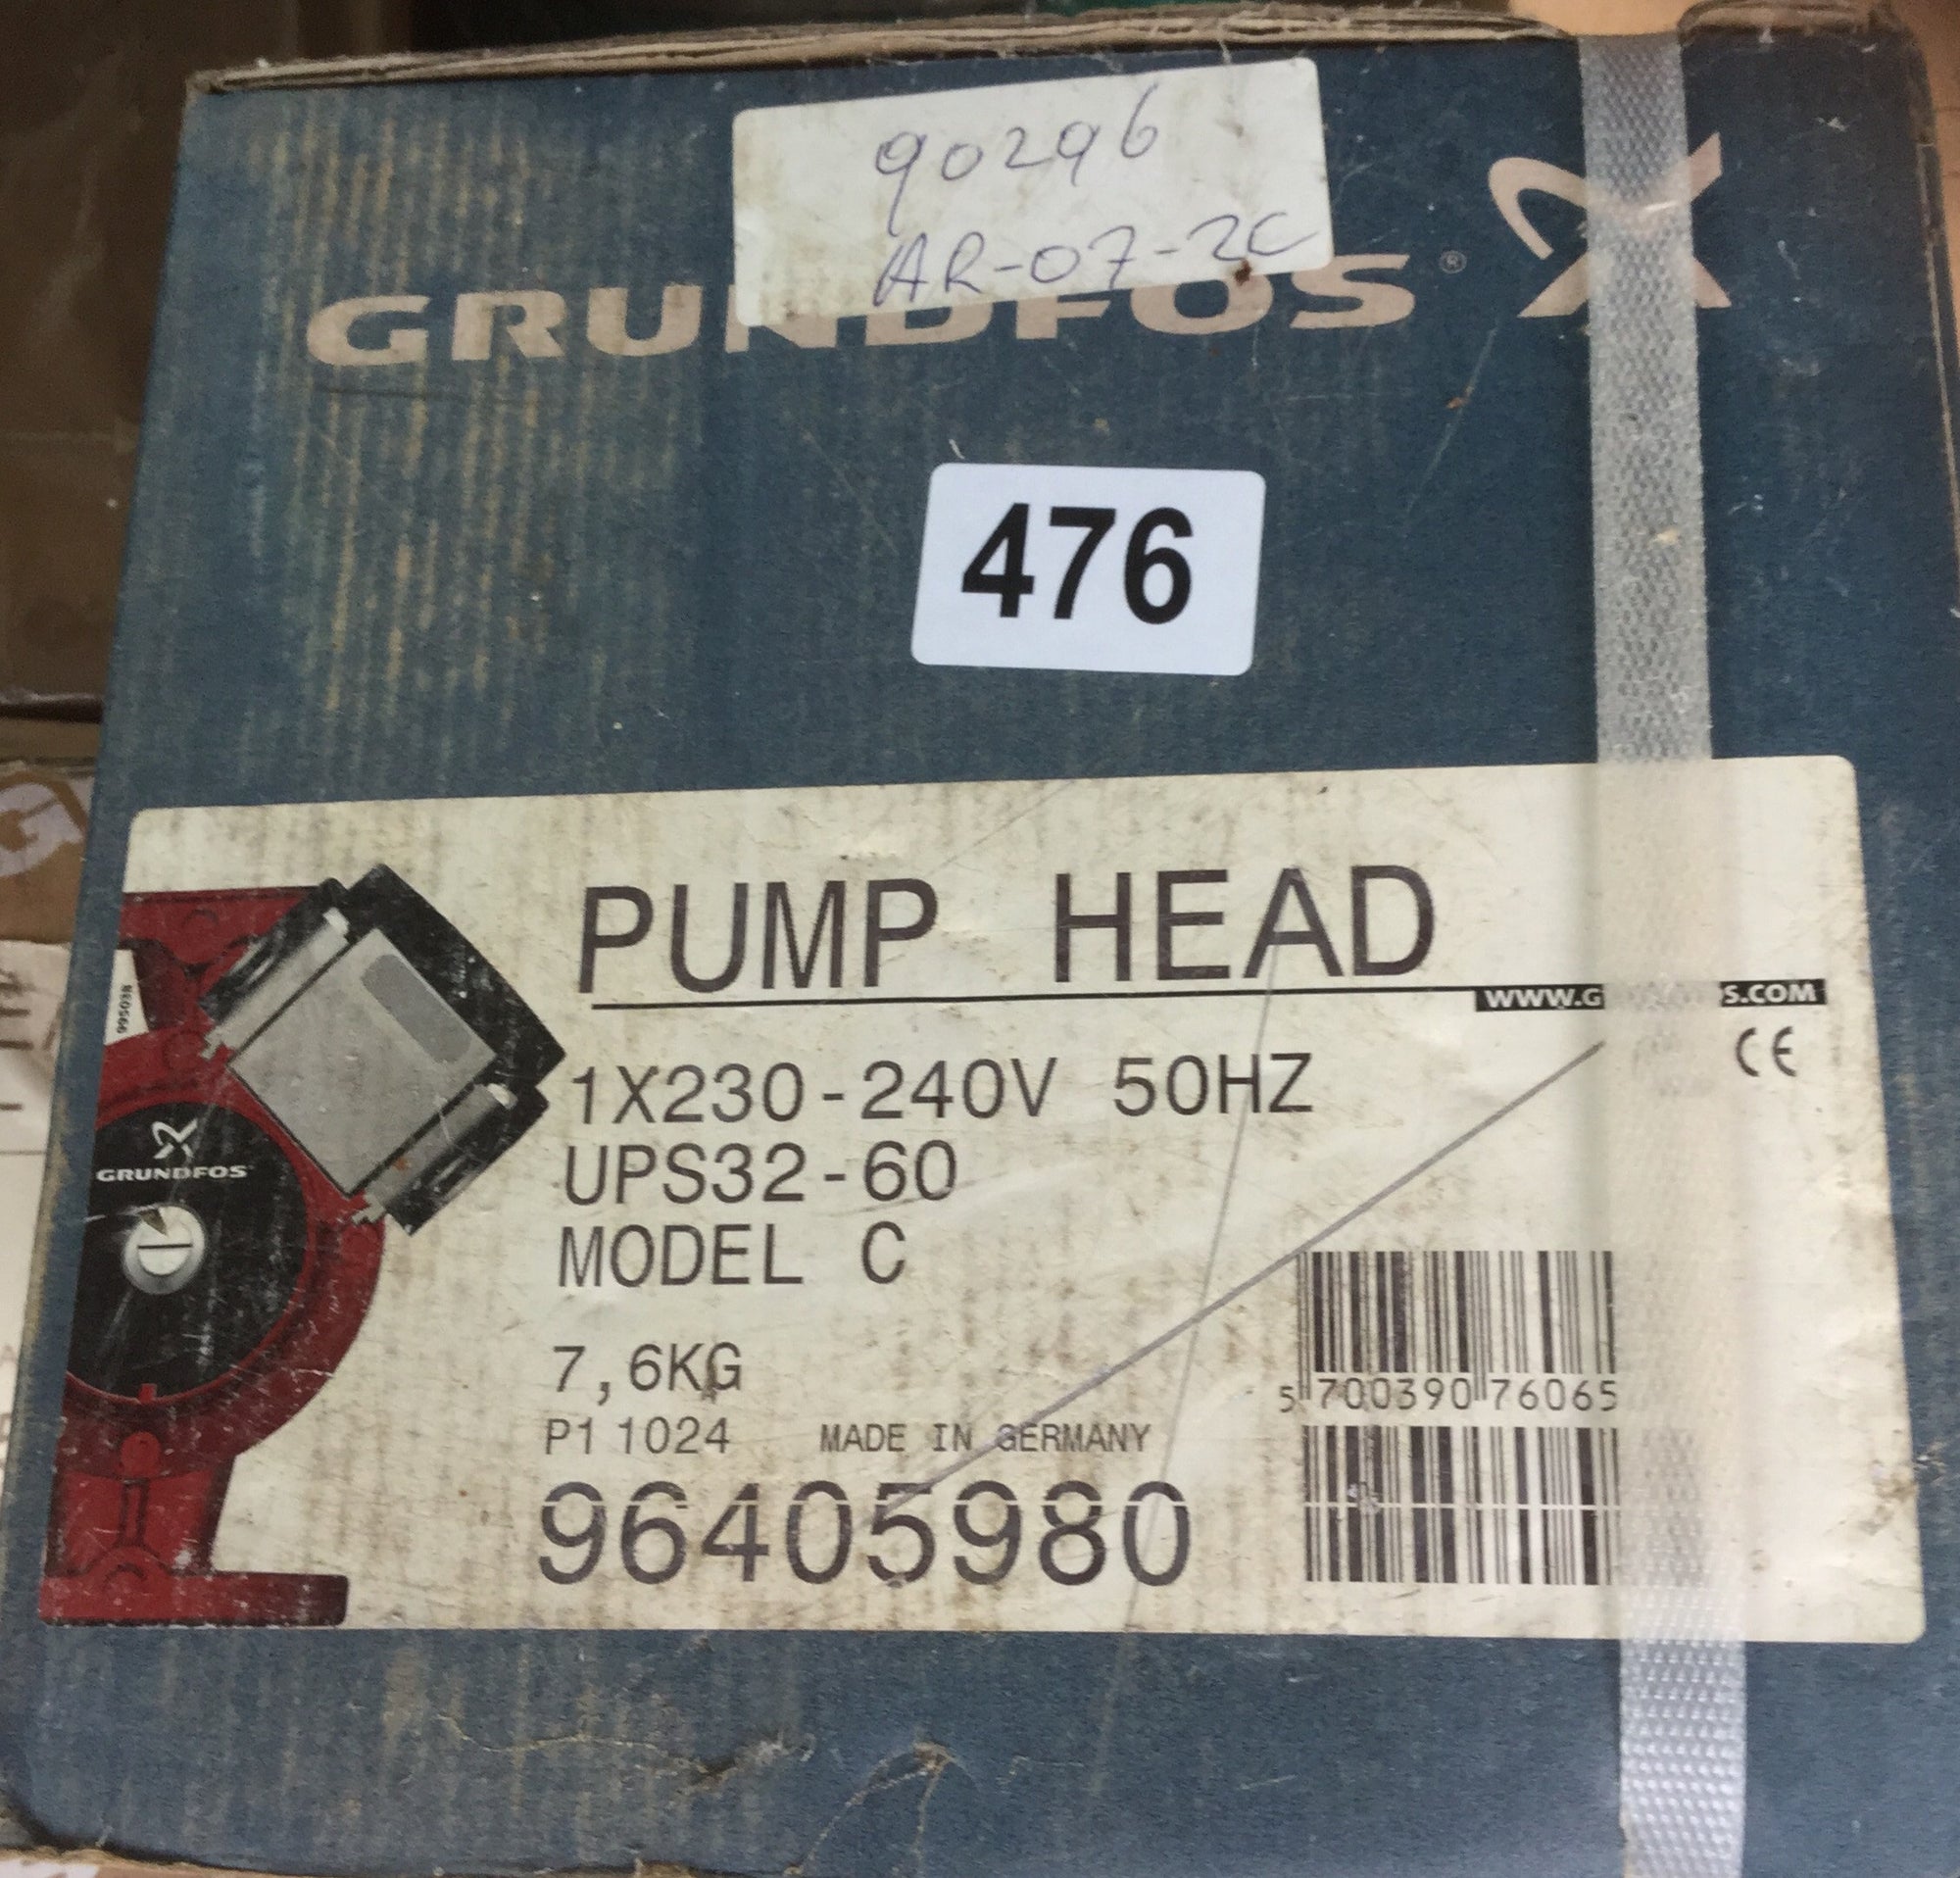 90296
AR-07-2C
GRUNDFOS®
476
PUMP HEAD
1X230-240V 50HZ
CE
UPS32-60
MODEL C
7,6KG
P1 1024 MADE IN GERMANY
96405980
5 700390 76065
995038
GRUNDFOS